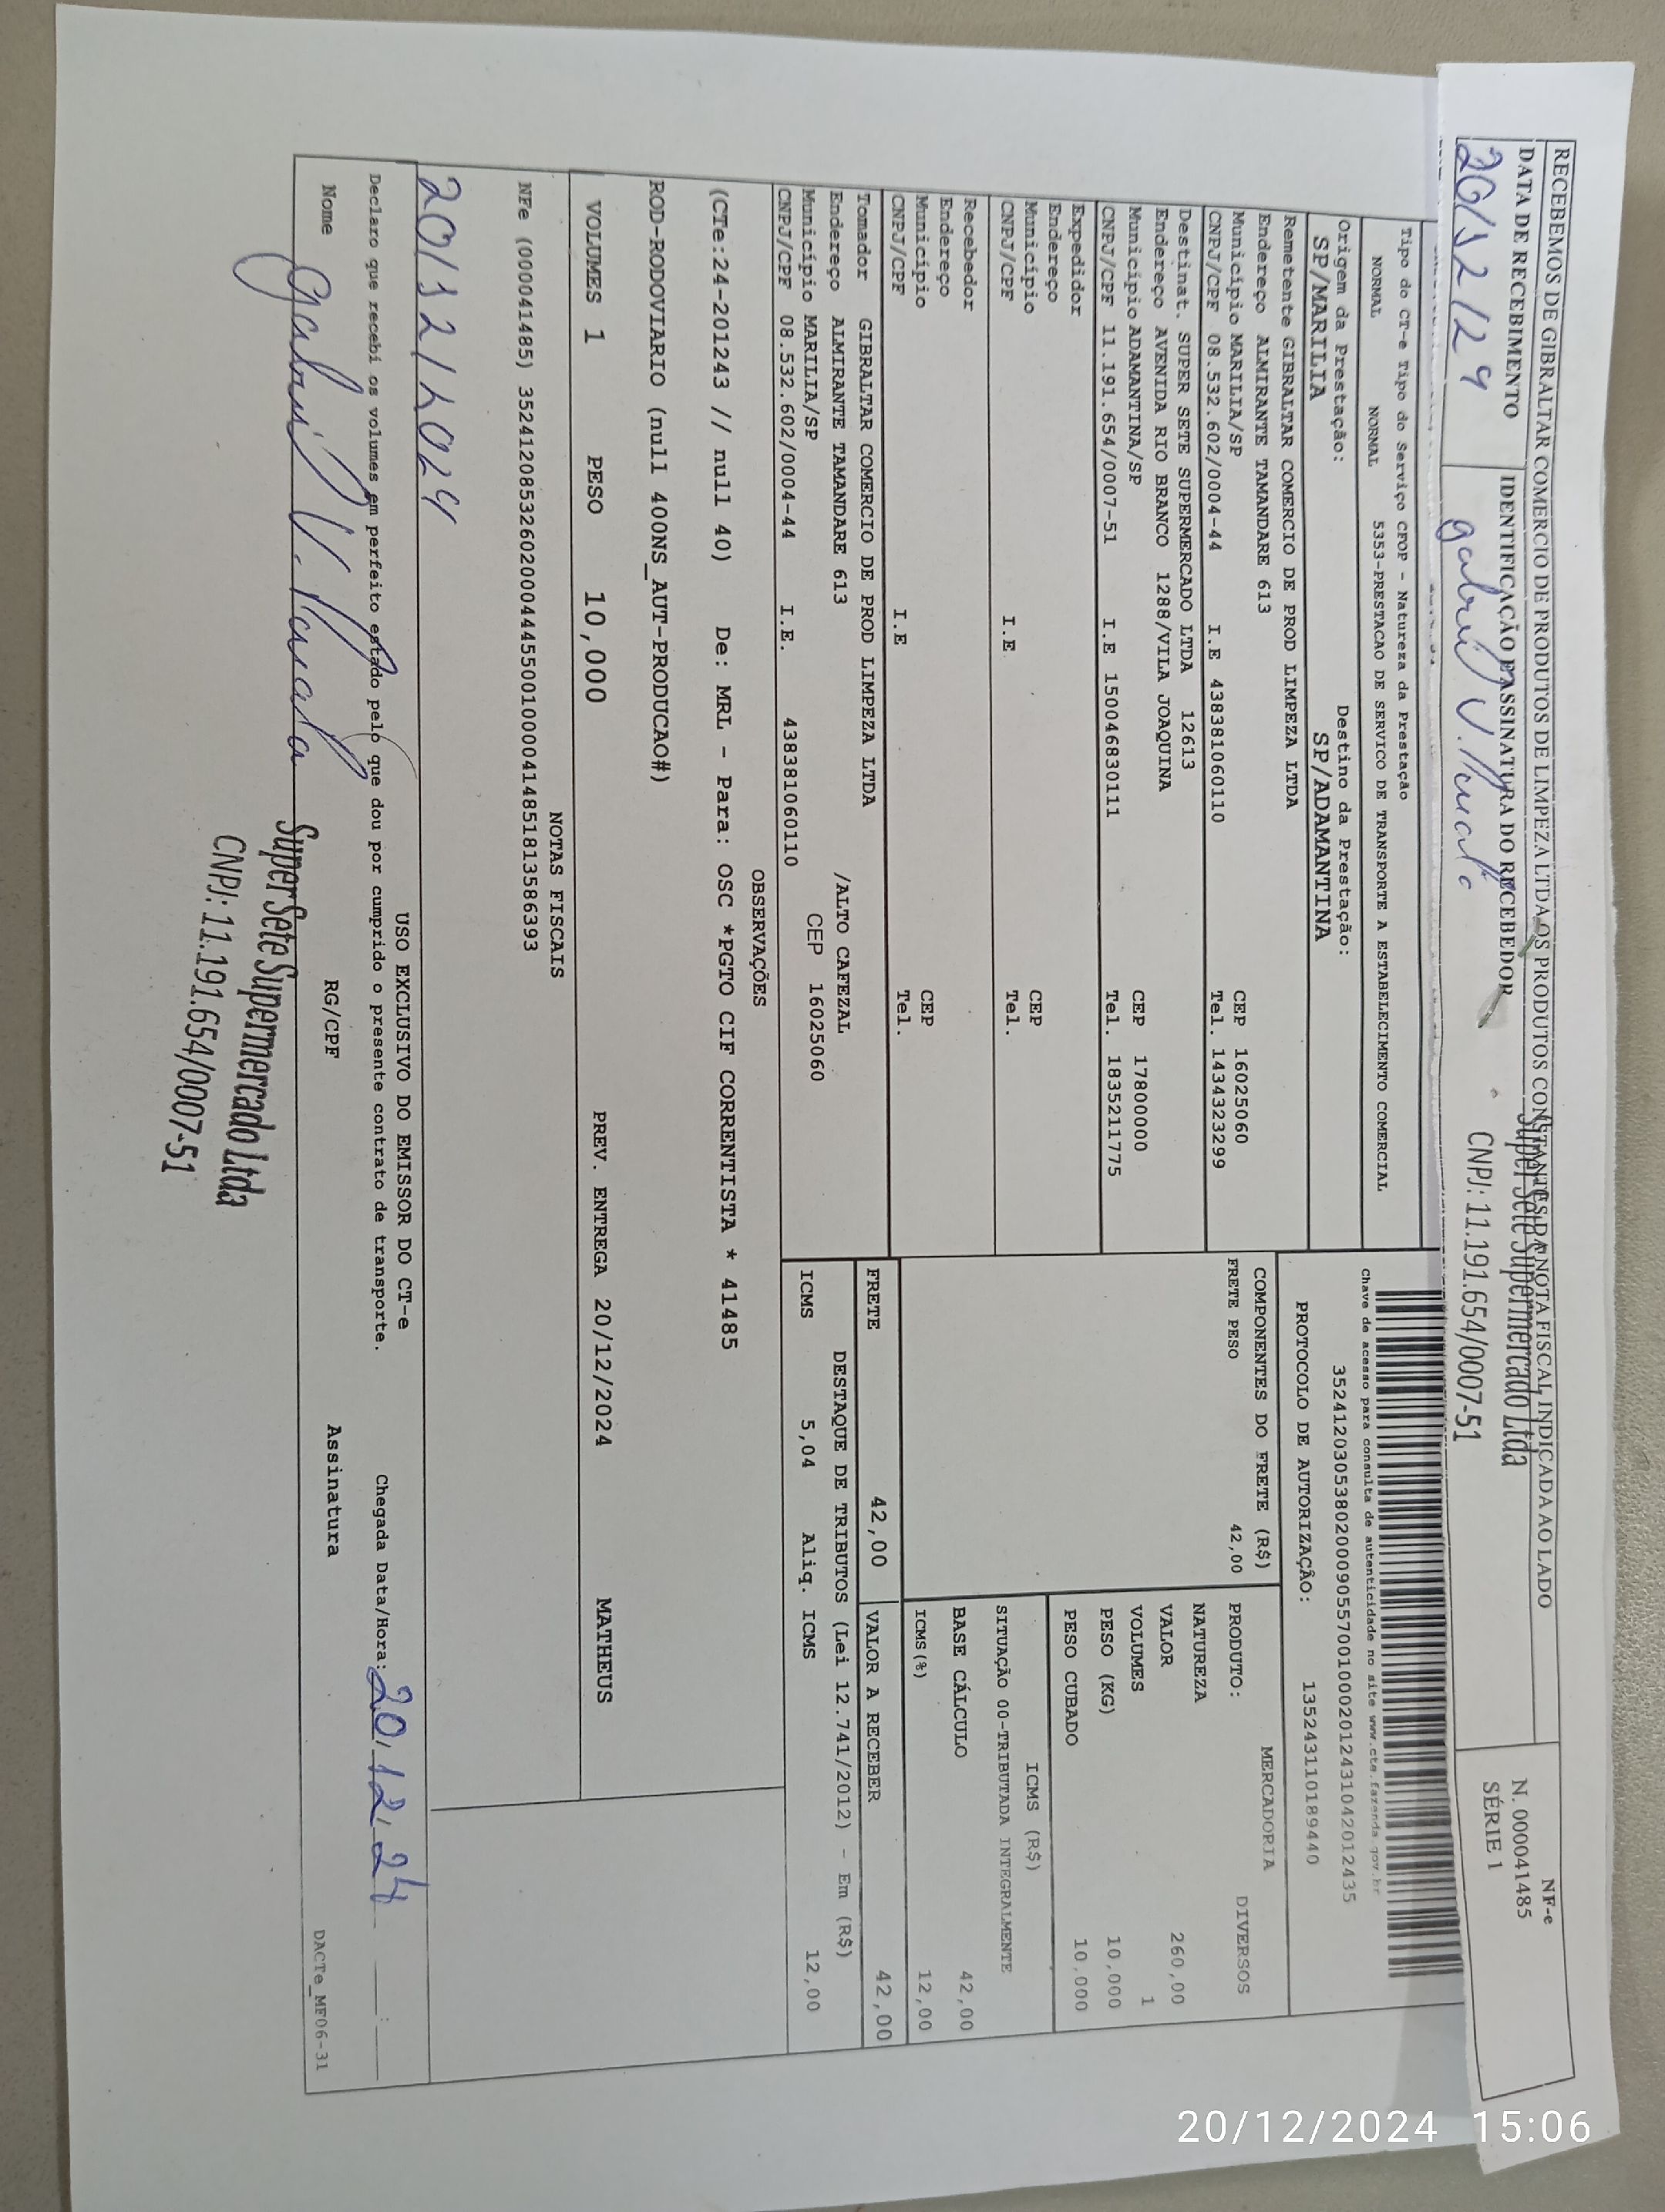 RECEBEMOS DE GIBRALTAR COMERCIO DE PRODUTOS DE LIMPEZA LTDA OS PRODUTOS CONSTANTES DA NOTA FISCAL INDICADA AO LADO
DATA DE RECEBIMENTO
IDENTIFICAÇÃO E ASSINATURA DO RECEBEDOR
20/12/24
Super Sete Supermercado Ltda
CNPJ: 11.191.654/0007-51
NF-e
N. 000041485
SÉRIE 1
Tipo do CT-e Tipo do Serviço CFOP - Natureza da Prestação
NORMAL NORMAL 5353-PRESTACAO DE SERVICO DE TRANSPORTE A ESTABELECIMENTO COMERCIAL
Chave de acesso para consulta de autenticidade no site www.cte.fazenda.gov.br
35241203053802000905570010002012431042012435
Origem da Prestação: Destino da Prestação:
SP/MARILIA SP/ADAMANTINA
PROTOCOLO DE AUTORIZAÇÃO: 135243110189440
Remetente GIBRALTAR COMERCIO DE PROD LIMPEZA LTDA
Endereço ALMIRANTE TAMANDARE 613
Município MARILIA/SP CEP 16025060
CNPJ/CPF 08.532.602/0004-44 I.E 438381060110 Tel. 1434323299
Destinat. SUPER SETE SUPERMERCADO LTDA 12613
Endereço AVENIDA RIO BRANCO 1288/VILA JOAQUINA
Município ADAMANTINA/SP CEP 17800000
CNPJ/CPF 11.191.654/0007-51 I.E 150046830111 Tel. 1835211775
Expedidor
Endereço
Município CEP
CNPJ/CPF I.E Tel.
Recebedor
Endereço
Município CEP
CNPJ/CPF I.E Tel.
Tomador GIBRALTAR COMERCIO DE PROD LIMPEZA LTDA
Endereço ALMIRANTE TAMANDARE 613 /ALTO CAFEZAL
Município MARILIA/SP CEP 16025060
CNPJ/CPF 08.532.602/0004-44 I.E. 438381060110
COMPONENTES DO FRETE (R$)
FRETE PESO 42,00
MERCADORIA
PRODUTO: DIVERSOS
NATUREZA
VALOR 260,00
VOLUMES 1
PESO (KG) 10,000
PESO CUBADO 10,000
ICMS (R$)
SITUAÇÃO 00-TRIBUTADA INTEGRALMENTE
BASE CÁLCULO 42,00
ICMS(%) 12,00
FRETE 42,00 VALOR A RECEBER 42,00
DESTAQUE DE TRIBUTOS (Lei 12.741/2012) - Em (R$)
ICMS 5,04 Aliq. ICMS 12,00
OBSERVAÇÕES
(CTe:24-201243 // null 40) De: MRL - Para: OSC *PGTO CIF CORRENTISTA * 41485
ROD-RODOVIARIO (null 400NS_AUT-PRODUCAO#)
VOLUMES 1 PESO 10,000 PREV. ENTREGA 20/12/2024 MATHEUS
NOTAS FISCAIS
NFe (000041485) 35241208532602000444550010000414851813586393
20/12/2024
USO EXCLUSIVO DO EMISSOR DO CT-e
Declaro que recebi os volumes em perfeito estado pelo que dou por cumprido o presente contrato de transporte. Chegada Data/Hora: 20.12.24
Nome RG/CPF Assinatura
DACTe_MF06-31
Super Sete Supermercado Ltda
CNPJ: 11.191.654/0007-51
20/12/2024 15:06